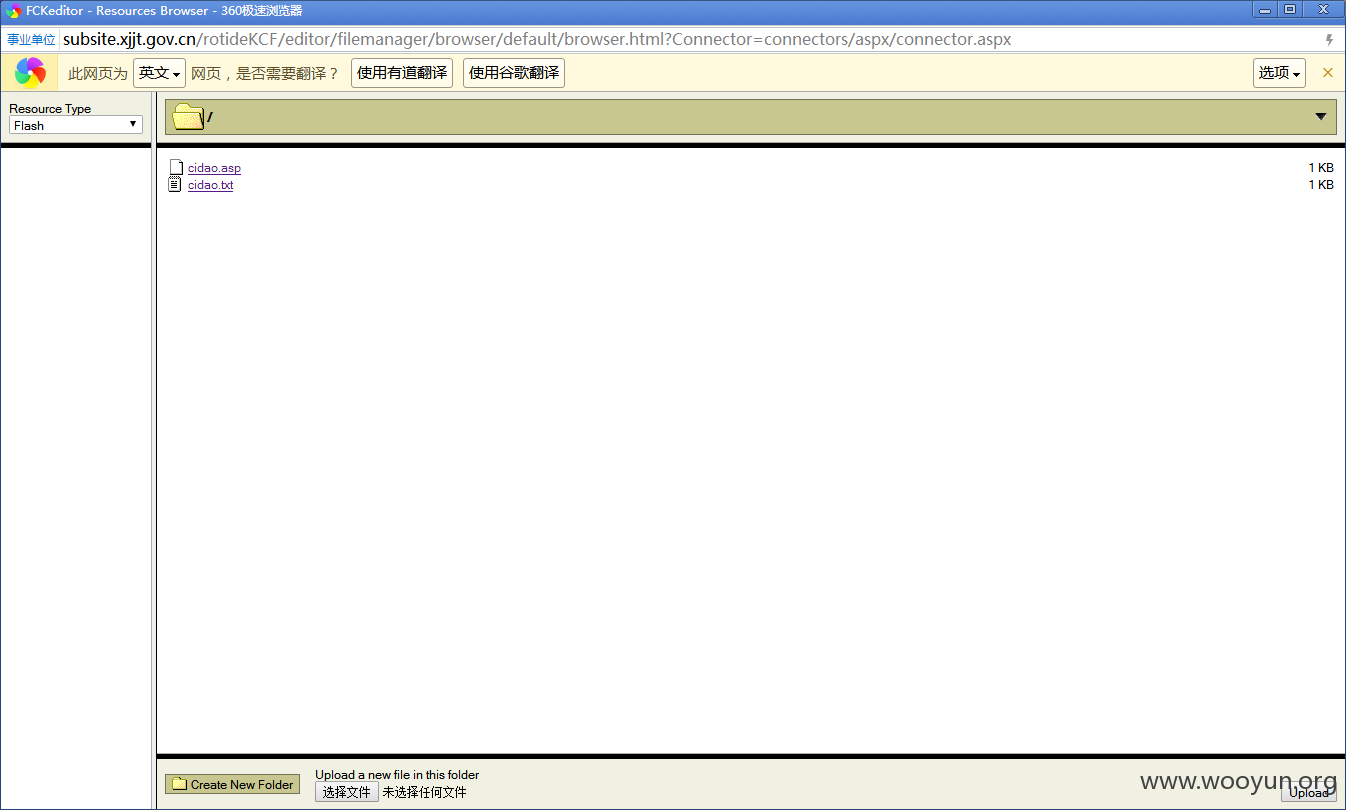 FCKeditor - Resources Browser - 360极速浏览器
事业单位 subsite.xjjt.gov.cn/rotideKCF/editor/filemanager/browser/default/browser.html?Connector=connectors/aspx/connector.aspx
此网页为 英文 网页，是否需要翻译？ 使用有道翻译 使用谷歌翻译 选项
Resource Type
Flash
/
cidao.asp 1 KB
cidao.txt 1 KB
Create New Folder
Upload a new file in this folder
选择文件 未选择任何文件
Upload
www.wooyun.org